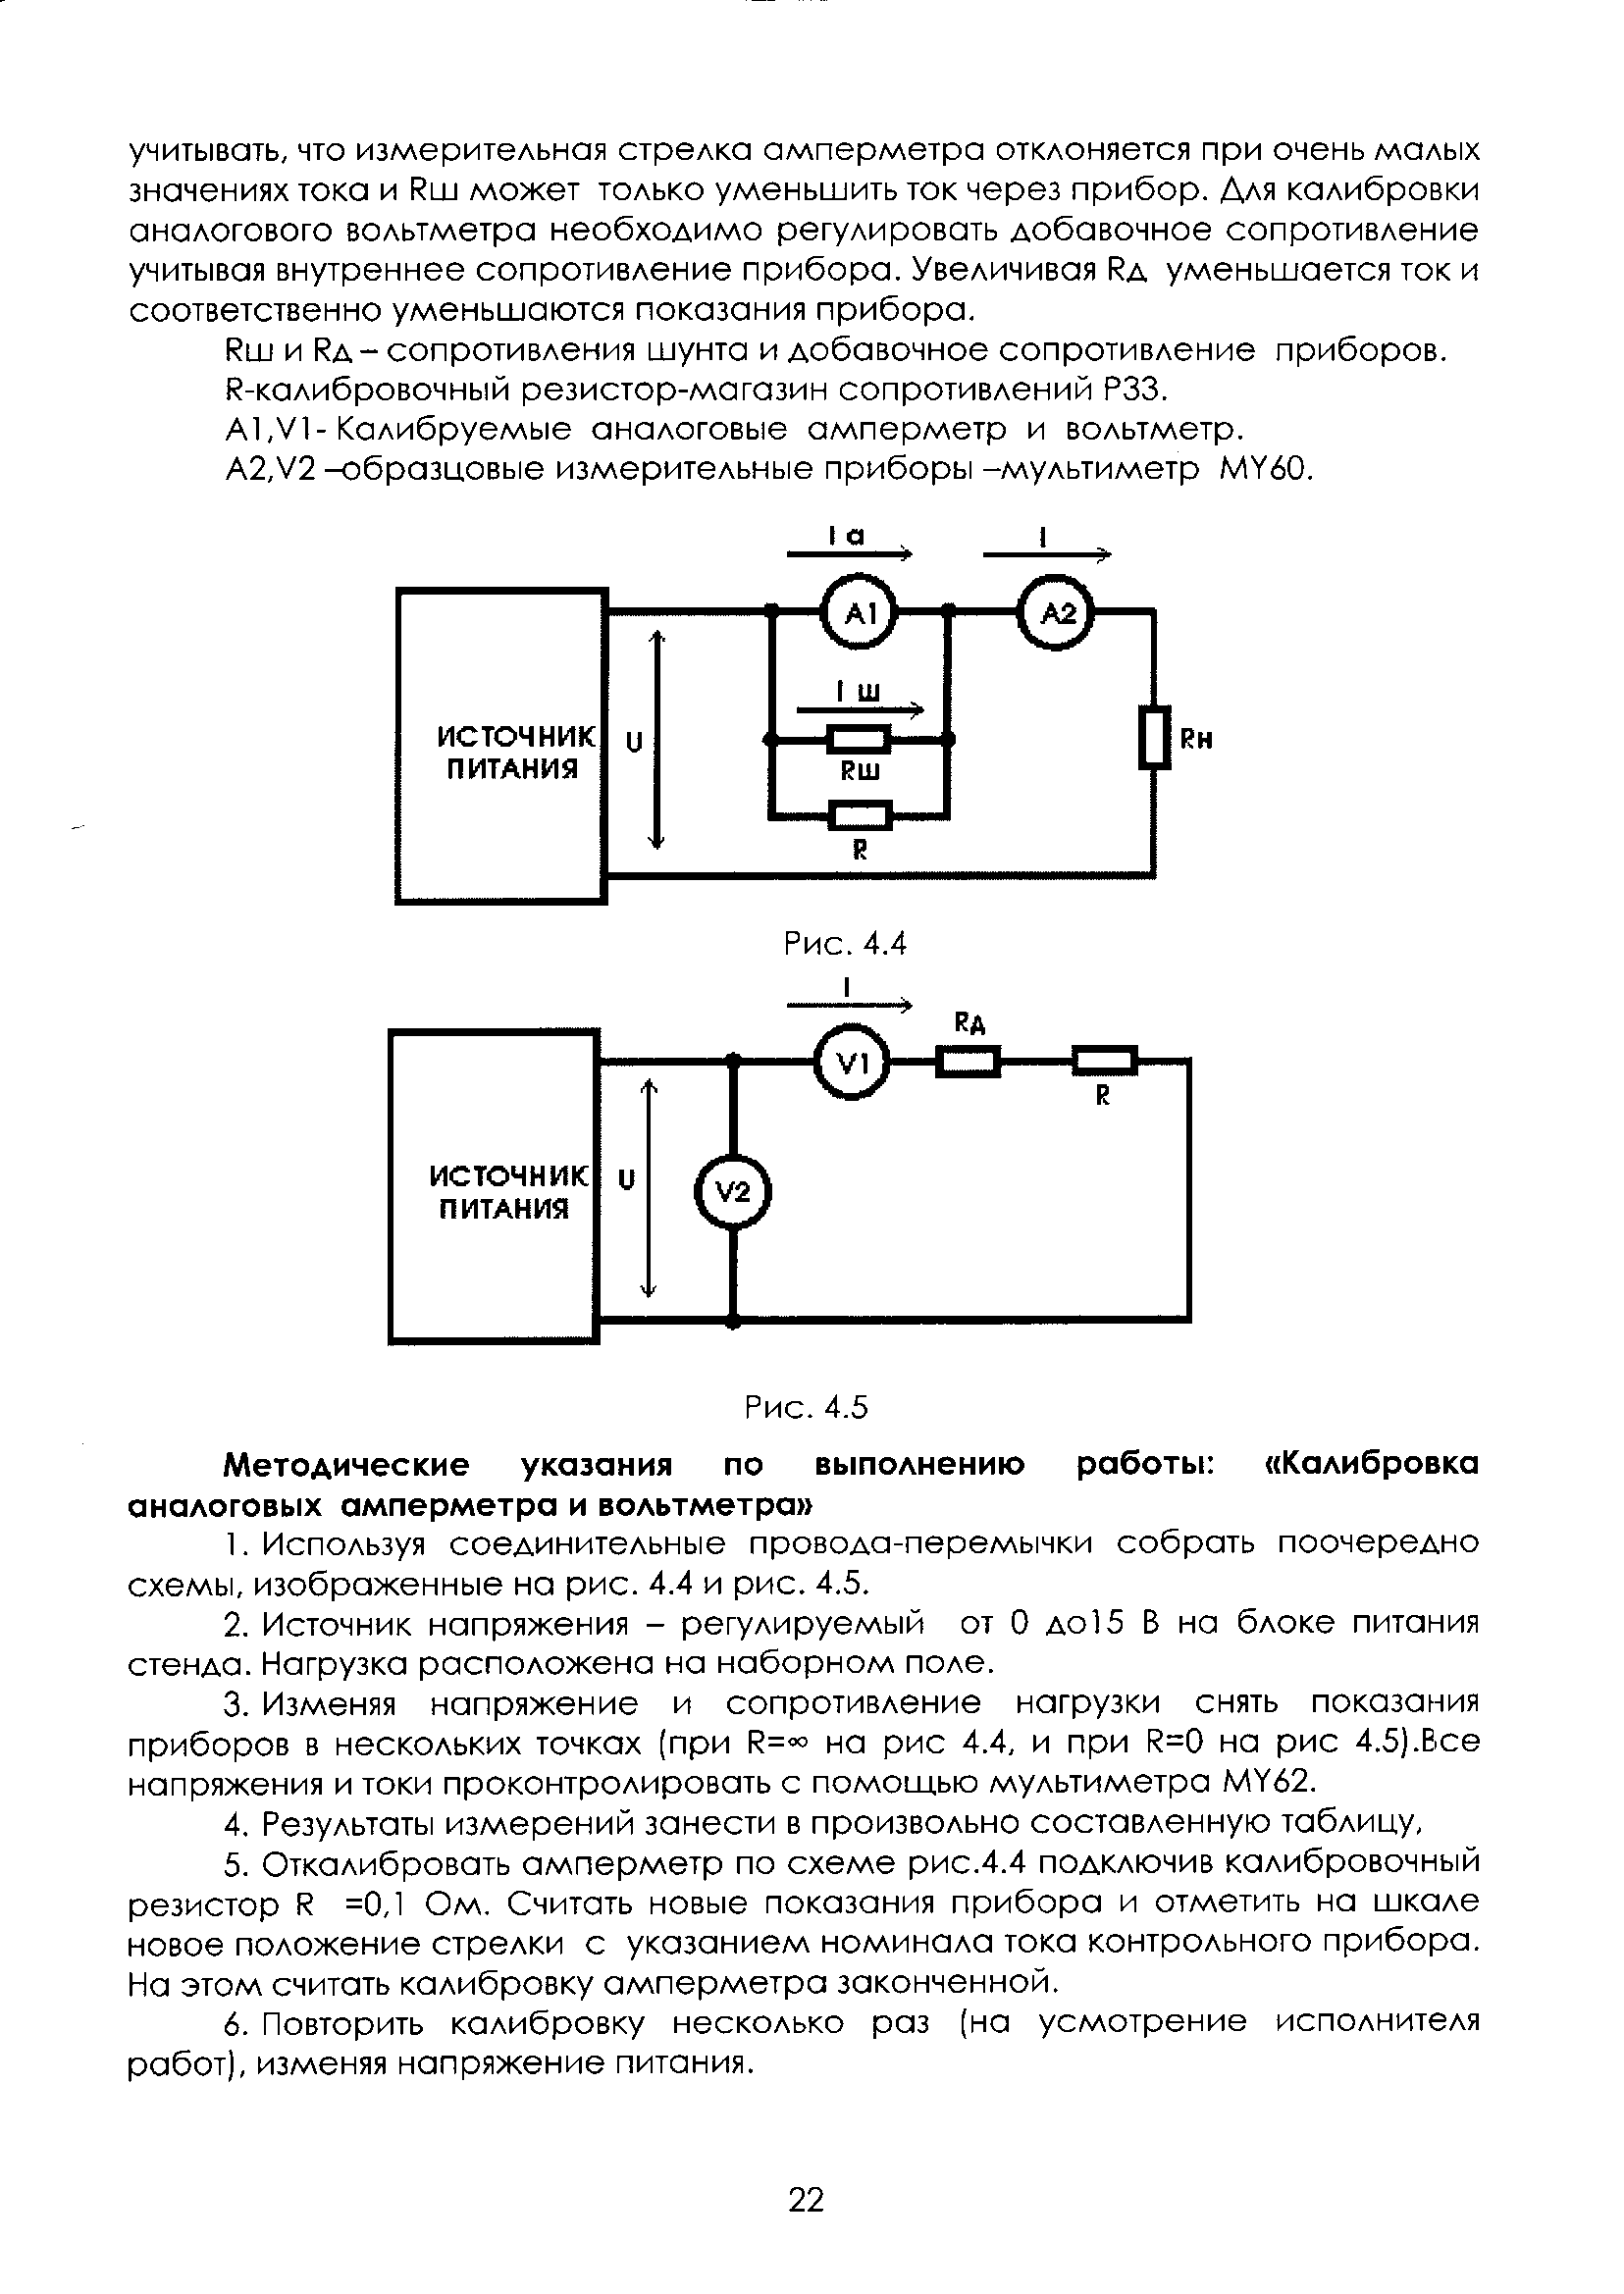 учитывать, что измерительная стрелка амперметра отклоняется при очень малых
значениях тока и Rш может только уменьшить ток через прибор. Для калибровки
аналогового вольтметра необходимо регулировать добавочное сопротивление
учитывая внутреннее сопротивление прибора. Увеличивая Rд уменьшается ток и
соответственно уменьшаются показания прибора.
Rш и Rд – сопротивления шунта и добавочное сопротивление приборов.
R-калибровочный резистор-магазин сопротивлений Р33.
А1,V1- Калибруемые аналоговые амперметр и вольтметр.
А2,V2 –образцовые измерительные приборы –мультиметр MY60.
I а
I
А1
А2
I ш
ИСТОЧНИК
ПИТАНИЯ
U
Rш
Rн
R
Рис. 4.4
I
Rд
V1
R
ИСТОЧНИК
ПИТАНИЯ
U
V2
Рис. 4.5
Методические указания по выполнению работы: «Калибровка
аналоговых амперметра и вольтметра»
1. Используя соединительные провода-перемычки собрать поочередно
схемы, изображенные на рис. 4.4 и рис. 4.5.
2. Источник напряжения – регулируемый от 0 до15 В на блоке питания
стенда. Нагрузка расположена на наборном поле.
3. Изменяя напряжение и сопротивление нагрузки снять показания
приборов в нескольких точках (при R=∞ на рис 4.4, и при R=0 на рис 4.5).Все
напряжения и токи проконтролировать с помощью мультиметра MY62.
4. Результаты измерений занести в произвольно составленную таблицу,
5. Откалибровать амперметр по схеме рис.4.4 подключив калибровочный
резистор R =0,1 Ом. Считать новые показания прибора и отметить на шкале
новое положение стрелки с указанием номинала тока контрольного прибора.
На этом считать калибровку амперметра законченной.
6. Повторить калибровку несколько раз (на усмотрение исполнителя
работ), изменяя напряжение питания.
22